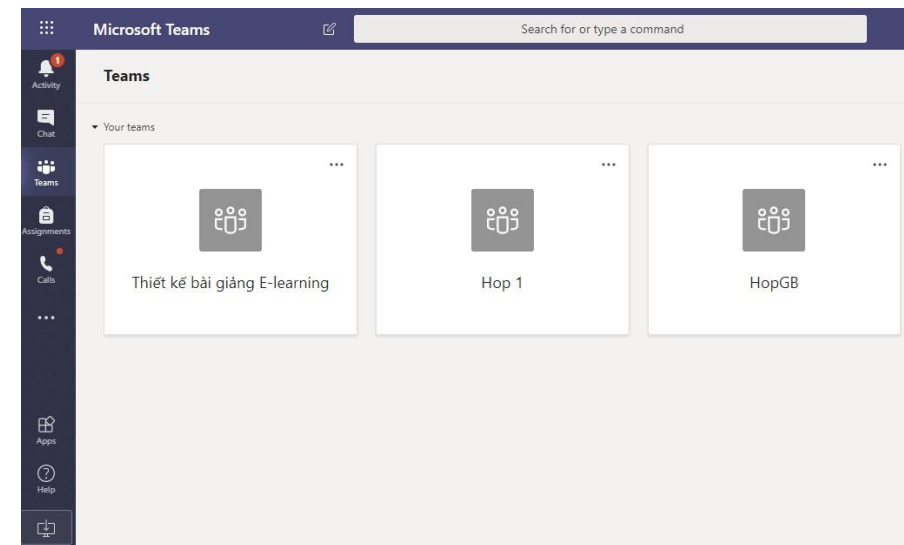 Microsoft Teams
Search for or type a command
1
Activity
Chat
Teams
Assignments
Calls
Apps
Help
Teams
Your teams
Thiết kế bài giảng E-learning
Hop 1
HopGB